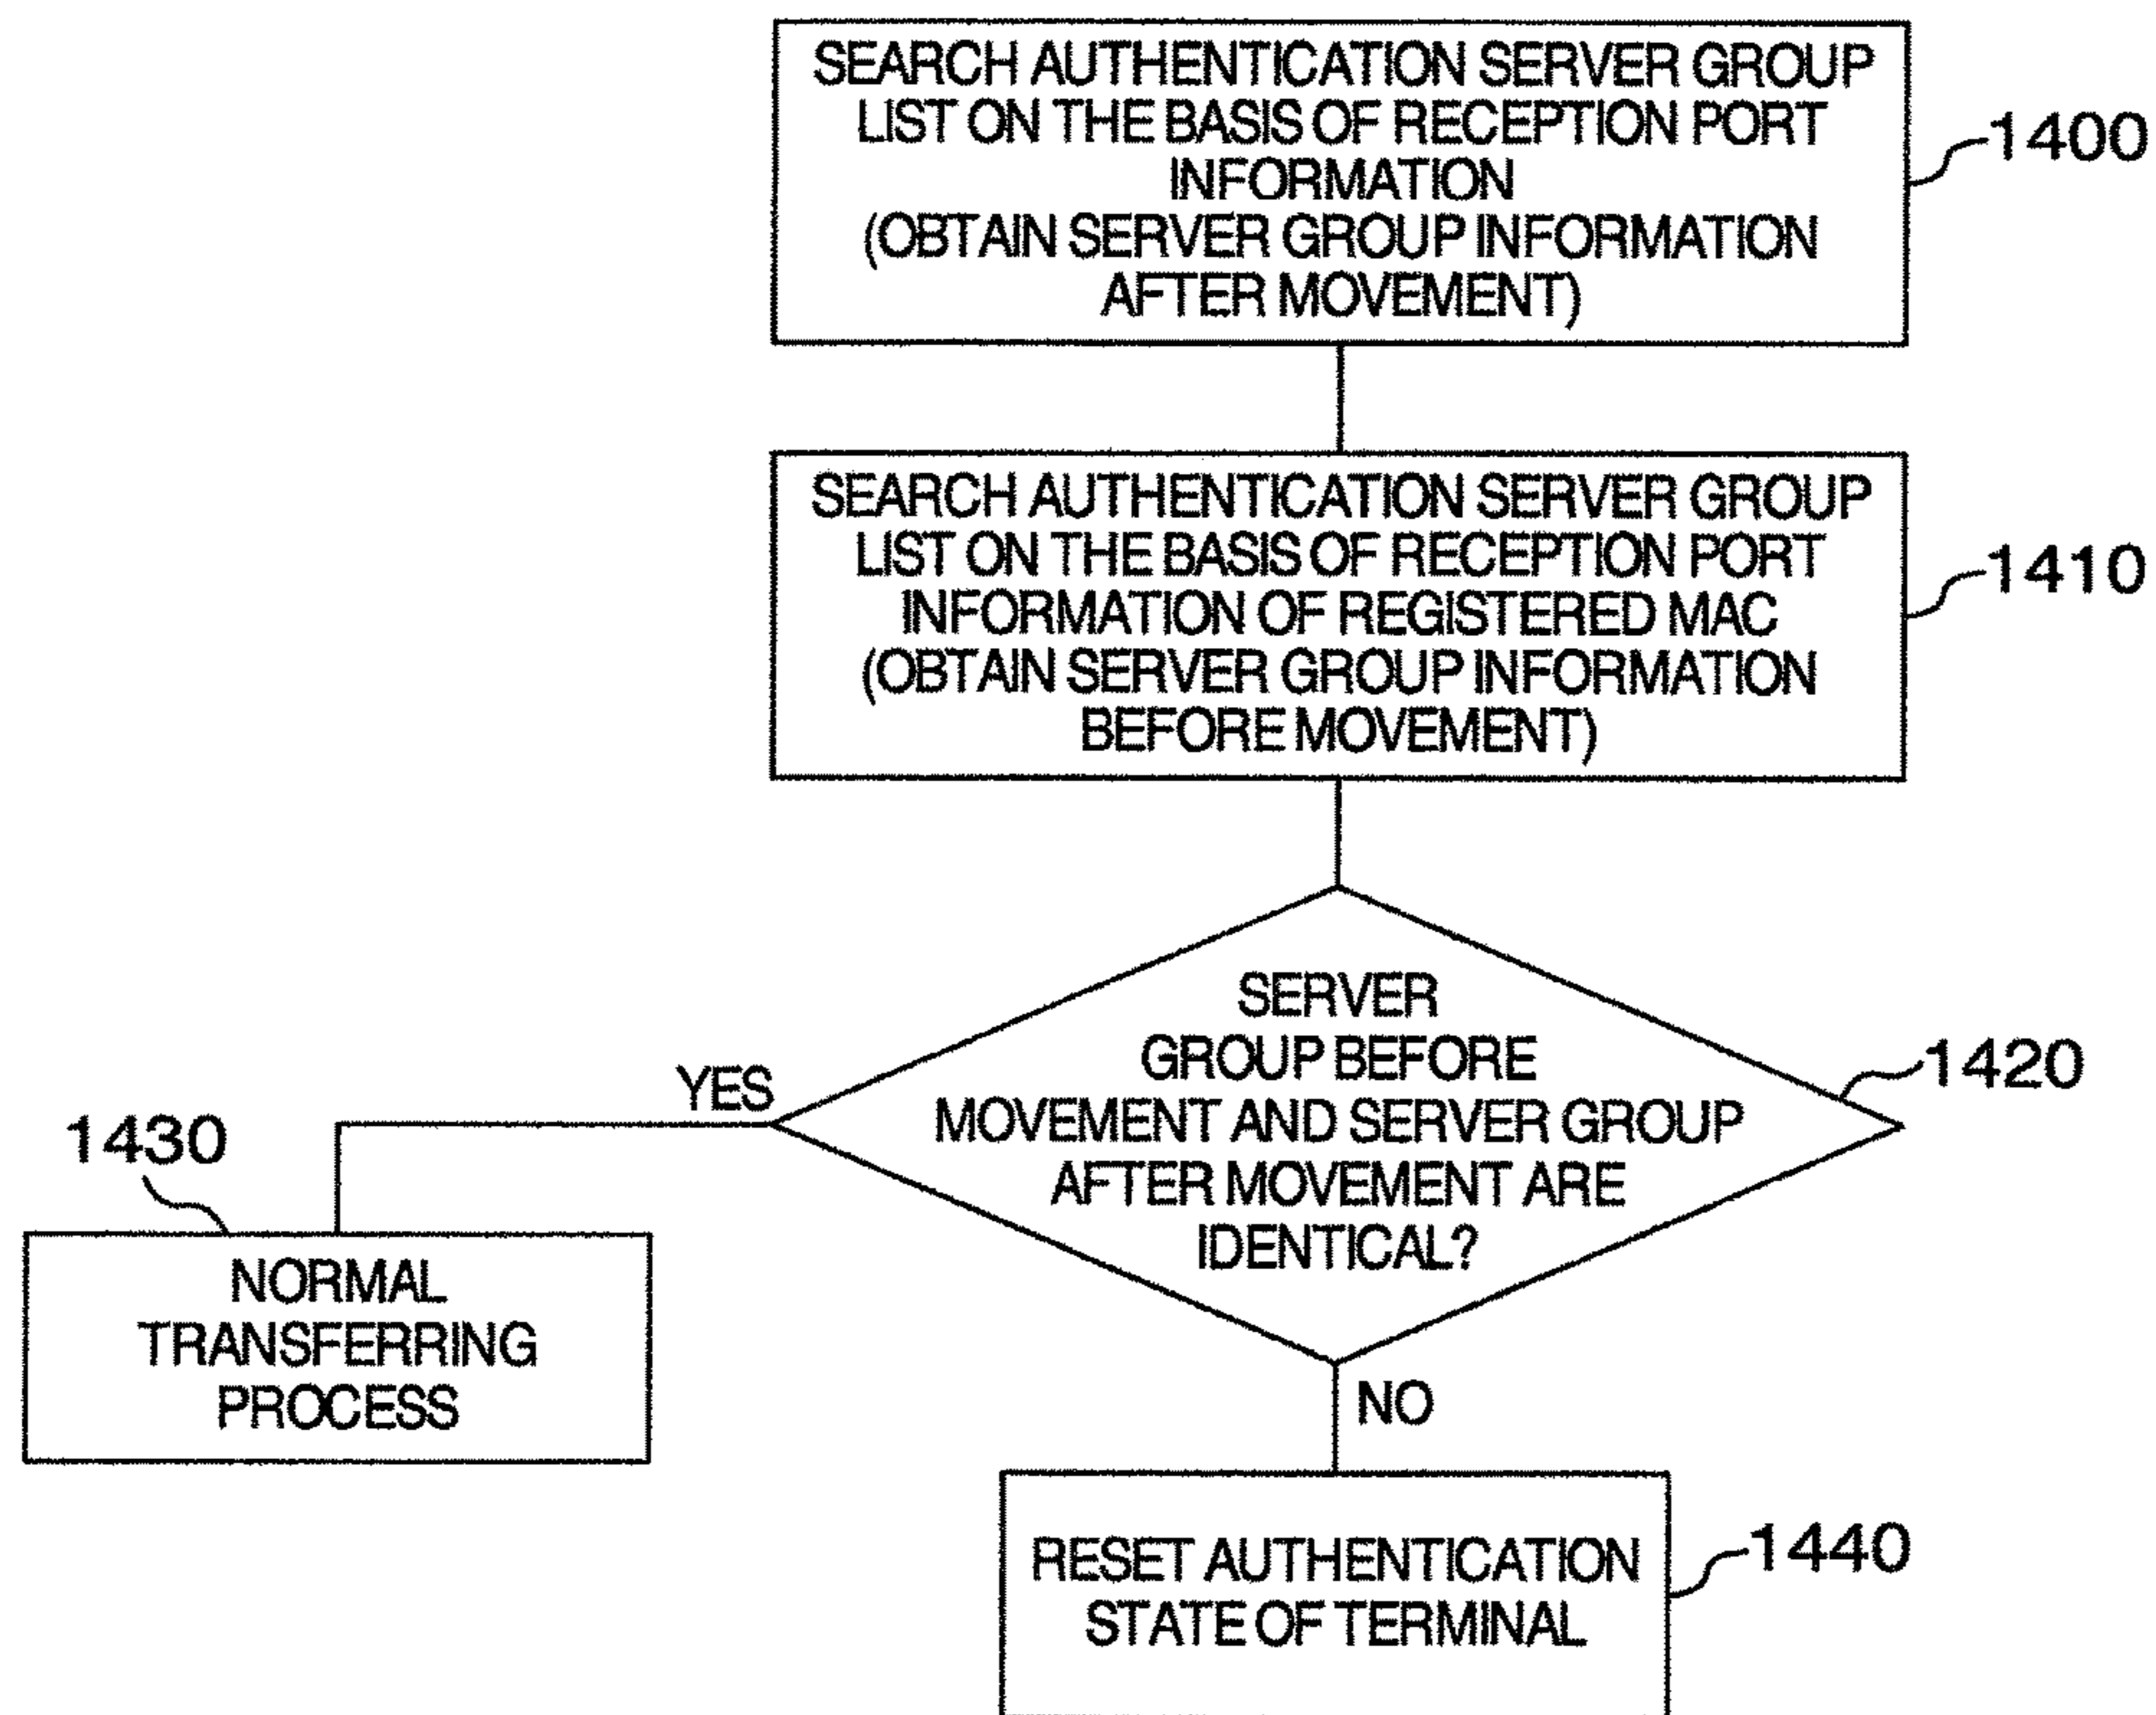 SEARCH AUTHENTICATION SERVER GROUP
LIST ON THE BASIS OF RECEPTION PORT
INFORMATION
(OBTAIN SERVER GROUP INFORMATION
AFTER MOVEMENT)
1400
SEARCH AUTHENTICATION SERVER GROUP
LIST ON THE BASIS OF RECEPTION PORT
INFORMATION OF REGISTERED MAC
(OBTAIN SERVER GROUP INFORMATION
BEFORE MOVEMENT)
1410
SERVER
GROUP BEFORE
MOVEMENT AND SERVER GROUP
AFTER MOVEMENT ARE
IDENTICAL?
1420
YES
1430
NORMAL
TRANSFERRING
PROCESS
NO
RESET AUTHENTICATION
STATE OF TERMINAL
1440